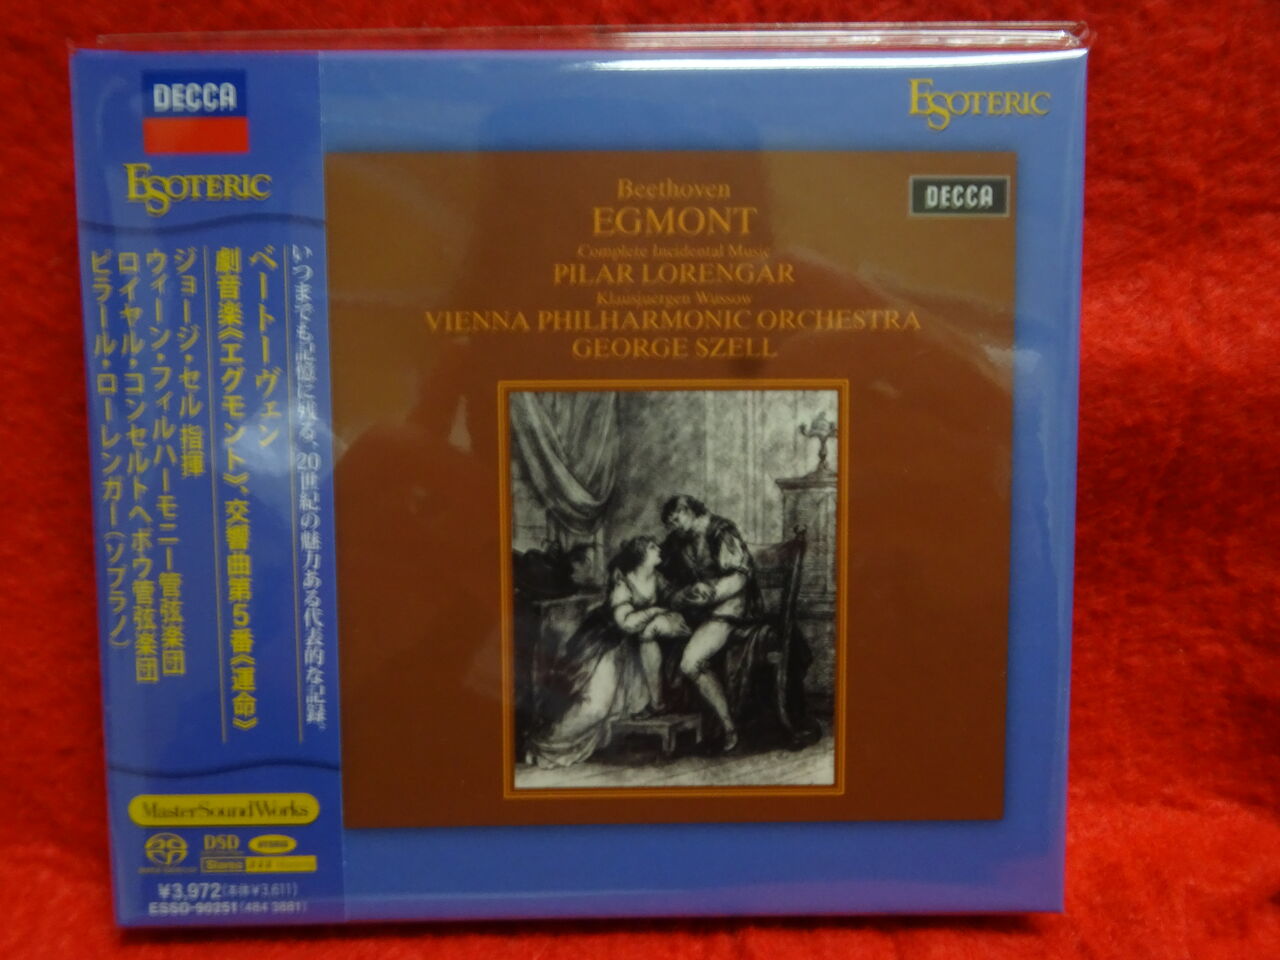 DECCA
ESOTERIC
いつまでも記憶に残る、20世紀の魅力ある代表的な記録。
ベートーヴェン
劇音楽《エグモント》、交響曲第5番《運命》
ジョージ・セル 指揮
ウィーン・フィルハーモニー管弦楽団
ロイヤル・コンセルトヘボウ管弦楽団
ピラール・ローレンガー(ソプラノ)
MasterSoundWorks
DSD
Stereo
¥3,972(本体¥3,611)
ESSD-90251(484 3881)
ESOTERIC
DECCA
Beethoven
EGMONT
Complete Incidental Music
PILAR LORENGAR
Klausjuergen Wussow
VIENNA PHILHARMONIC ORCHESTRA
GEORGE SZELL